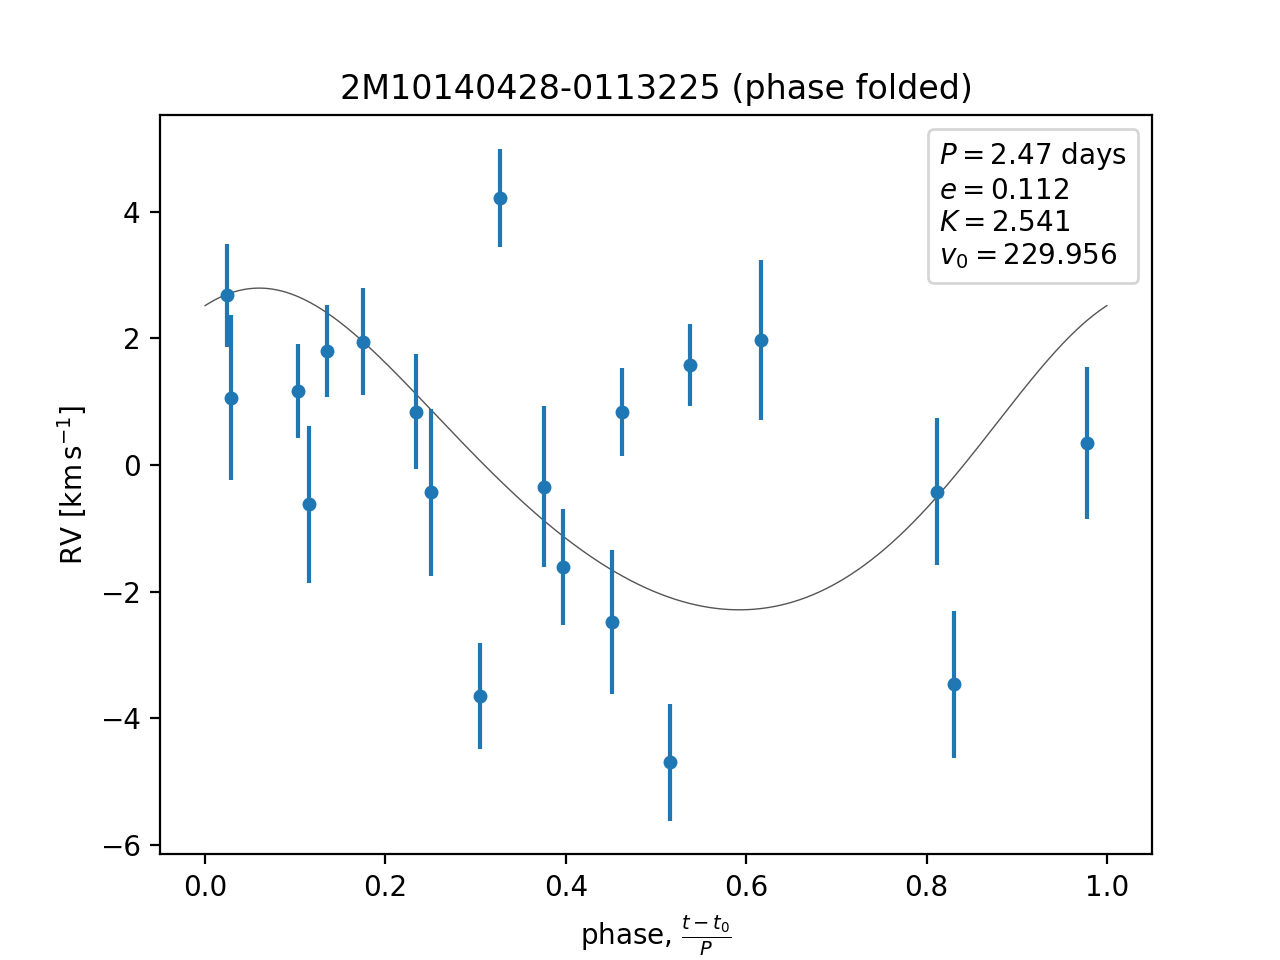 2M10140428-0113225 (phase folded)
P = 2.47 days
e = 0.112
K = 2.541
v₀ = 229.956
4
2
0
−2
−4
−6
RV [km s⁻¹]
0.0 0.2 0.4 0.6 0.8 1.0
phase, (t − t₀)/P